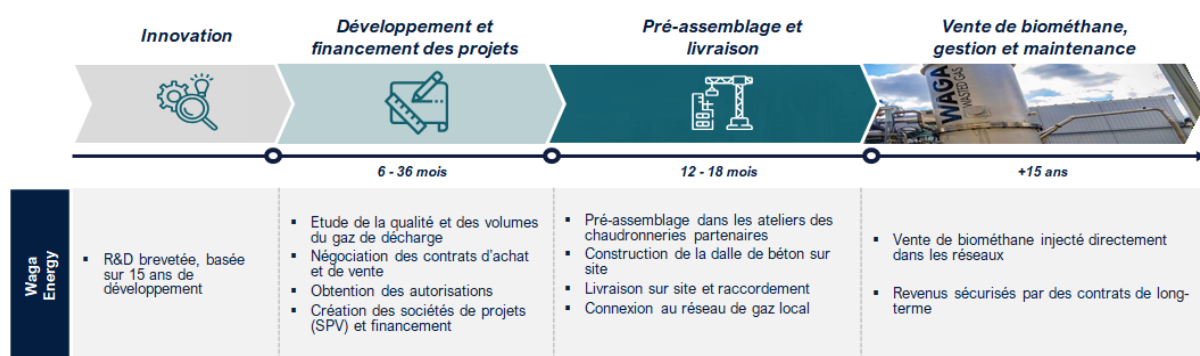 Innovation
Développement et
financement des projets
Pré-assemblage et
livraison
Vente de biométhane,
gestion et maintenance
WAGA
WASTED GAS
6 - 36 mois
12 - 18 mois
+15 ans
Waga
Energy
▪ R&D brevetée, basée
sur 15 ans de
développement
▪ Etude de la qualité et des volumes
du gaz de décharge
▪ Négociation des contrats d'achat
et de vente
▪ Obtention des autorisations
▪ Création des sociétés de projets
(SPV) et financement
▪ Pré-assemblage dans les ateliers des
chaudronneries partenaires
▪ Construction de la dalle de béton sur
site
▪ Livraison sur site et raccordement
▪ Connexion au réseau de gaz local
▪ Vente de biométhane injecté directement
dans les réseaux
▪ Revenus sécurisés par des contrats de long-
terme